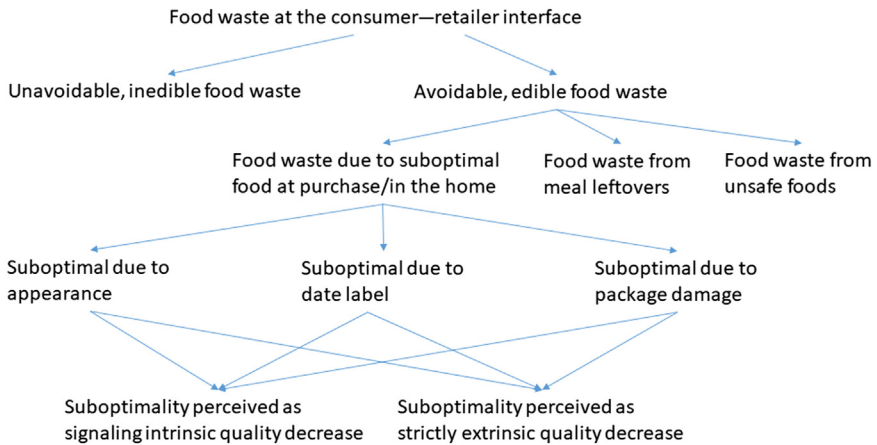 Food waste at the consumer—retailer interface
Unavoidable, inedible food waste
Avoidable, edible food waste
Food waste due to suboptimal
food at purchase/in the home
Food waste from
meal leftovers
Food waste from
unsafe foods
Suboptimal due to
appearance
Suboptimal due to
date label
Suboptimal due to
package damage
Suboptimality perceived as
signaling intrinsic quality decrease
Suboptimality perceived as
strictly extrinsic quality decrease